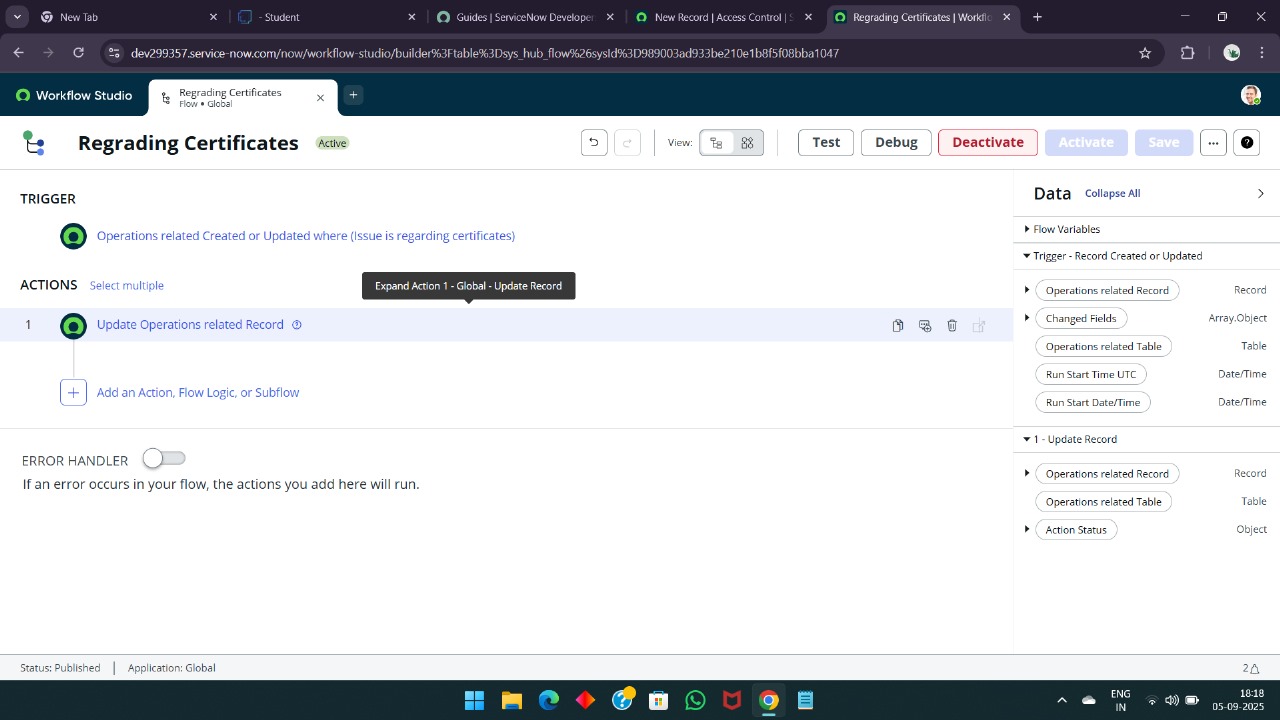 New Tab
- Student
Guides | ServiceNow Developer
New Record | Access Control | S
Regrading Certificates | Workflo
dev299357.service-now.com/now/workflow-studio/builder%3Ftable%3Dsys_hub_flow%26sysId%3D989003ad933be210e1b8f5f08bba1047
Workflow Studio
Regrading Certificates
Flow • Global
Regrading Certificates
Active
View:
Test
Debug
Deactivate
Activate
Save
TRIGGER
Operations related Created or Updated where (Issue is regarding certificates)
ACTIONS Select multiple
Expand Action 1 - Global - Update Record
1 Update Operations related Record
Add an Action, Flow Logic, or Subflow
ERROR HANDLER
If an error occurs in your flow, the actions you add here will run.
Data Collapse All
Flow Variables
Trigger - Record Created or Updated
Operations related Record Record
Changed Fields Array.Object
Operations related Table Table
Run Start Time UTC Date/Time
Run Start Date/Time Date/Time
1 - Update Record
Operations related Record Record
Operations related Table Table
Action Status Object
Status: Published | Application: Global
2
ENG
IN
18:18
05-09-2025